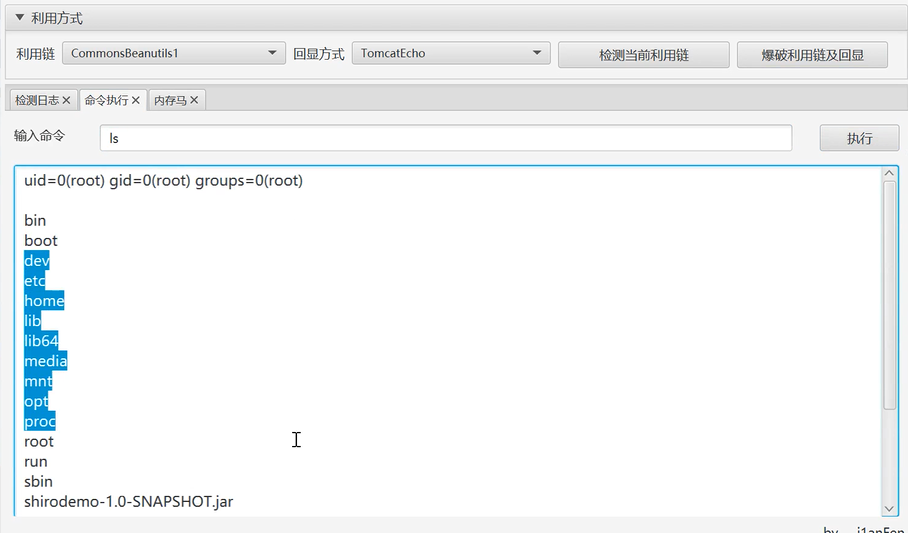 利用方式
利用链 CommonsBeanutils1 回显方式 TomcatEcho 检测当前利用链 爆破利用链及回显
检测日志 命令执行 内存马
输入命令 ls 执行
uid=0(root) gid=0(root) groups=0(root)
bin
boot
dev
etc
home
lib
lib64
media
mnt
opt
proc
root
run
sbin
shirodemo-1.0-SNAPSHOT.jar
by